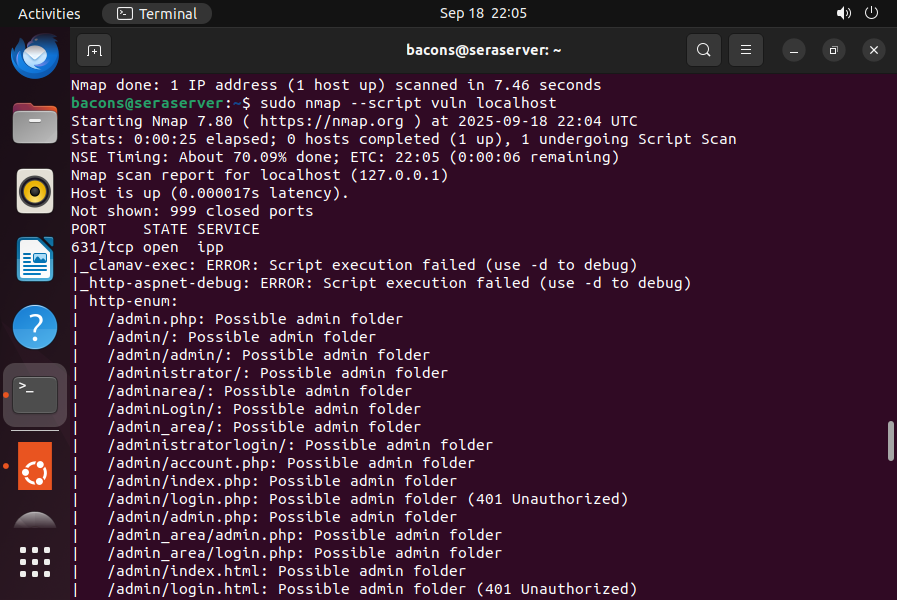 Activities
Terminal
Sep 18 22:05
bacons@seraserver: ~
Nmap done: 1 IP address (1 host up) scanned in 7.46 seconds
bacons@seraserver:~$ sudo nmap --script vuln localhost
Starting Nmap 7.80 ( https://nmap.org ) at 2025-09-18 22:04 UTC
Stats: 0:00:25 elapsed; 0 hosts completed (1 up), 1 undergoing Script Scan
NSE Timing: About 70.09% done; ETC: 22:05 (0:00:06 remaining)
Nmap scan report for localhost (127.0.0.1)
Host is up (0.000017s latency).
Not shown: 999 closed ports
PORT    STATE SERVICE
631/tcp open  ipp
|_clamav-exec: ERROR: Script execution failed (use -d to debug)
|_http-aspnet-debug: ERROR: Script execution failed (use -d to debug)
| http-enum:
|   /admin.php: Possible admin folder
|   /admin/: Possible admin folder
|   /admin/admin/: Possible admin folder
|   /administrator/: Possible admin folder
|   /adminarea/: Possible admin folder
|   /adminLogin/: Possible admin folder
|   /admin_area/: Possible admin folder
|   /administratorlogin/: Possible admin folder
|   /admin/account.php: Possible admin folder
|   /admin/index.php: Possible admin folder
|   /admin/login.php: Possible admin folder (401 Unauthorized)
|   /admin/admin.php: Possible admin folder
|   /admin_area/admin.php: Possible admin folder
|   /admin_area/login.php: Possible admin folder
|   /admin/index.html: Possible admin folder
|   /admin/login.html: Possible admin folder (401 Unauthorized)